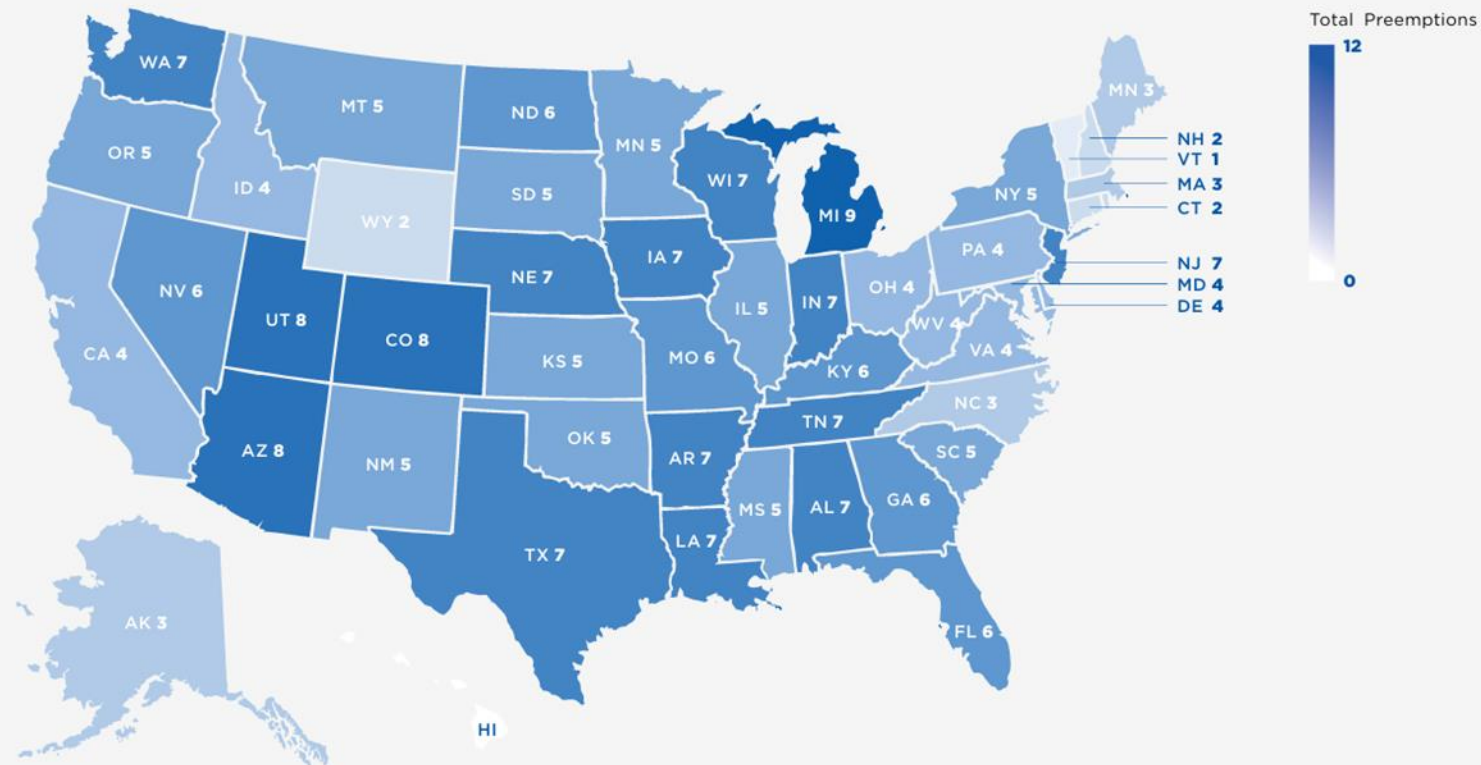 Total Preemptions
12
0
WA 7
MT 5
ND 6
MN 5
MN 3
OR 5
ID 4
SD 5
WI 7
MI 9
NY 5
NH 2
VT 1
MA 3
CT 2
WY 2
NE 7
IA 7
PA 4
NJ 7
MD 4
DE 4
NV 6
UT 8
CO 8
IL 5
IN 7
OH 4
WV 4
VA 4
CA 4
KS 5
MO 6
KY 6
NC 3
TN 7
AZ 8
NM 5
OK 5
AR 7
SC 5
MS 5
AL 7
GA 6
TX 7
LA 7
AK 3
FL 6
HI